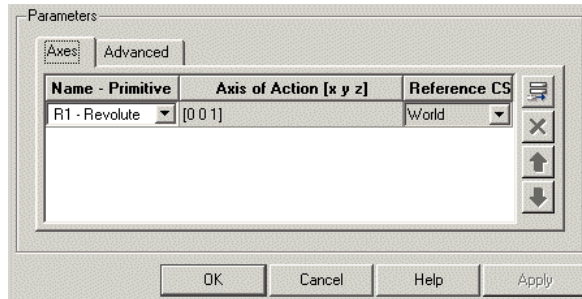 Parameters
Axes Advanced
Name - Primitive Axis of Action [x y z] Reference CS
R1 - Revolute [0 0 1] World
OK Cancel Help Apply